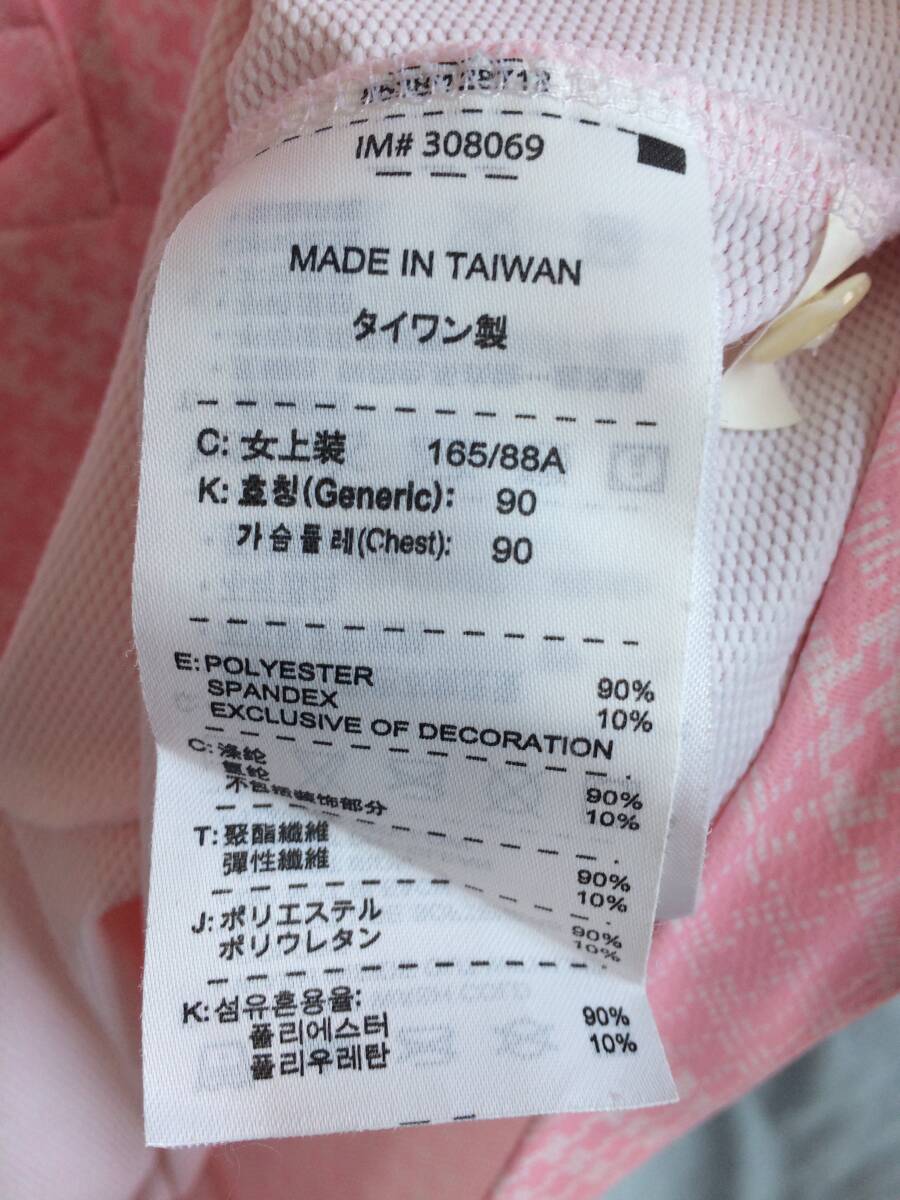 IM# 308069
MADE IN TAIWAN
タイワン製
C: 女上装 165/88A
K: 호칭(Generic): 90
가슴둘레(Chest): 90
E: POLYESTER 90%
SPANDEX 10%
EXCLUSIVE OF DECORATION
C: 涤纶 90%
氨纶 10%
不包括装饰部分
T: 聚酯纖維 90%
彈性纖維 10%
J: ポリエステル 90%
ポリウレタン 10%
K: 섬유혼용율:
폴리에스터 90%
폴리우레탄 10%